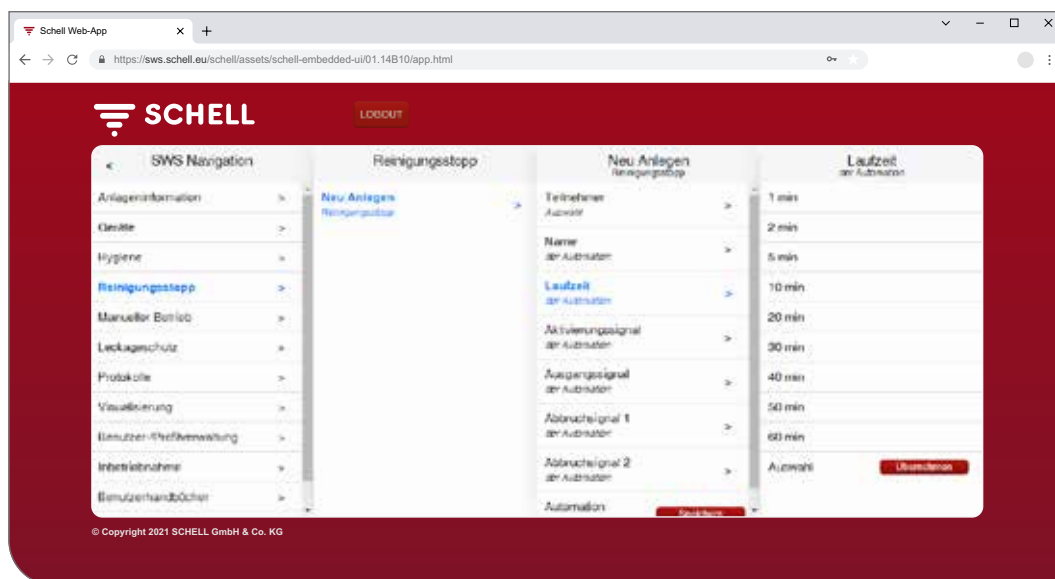 Schell Web-App
https://sws.schell.eu/schell/assets/schell-embedded-ui/01.14B10/app.html
SCHELL
LOGOUT
SWS Navigation
Anlageninformation
Geräte
Hygiene
Reinigungsstopp
Manueller Betrieb
Leckageschutz
Protokolle
Visualisierung
Benutzer-/Profilverwaltung
Inbetriebnahme
Benutzerhandbücher
Reinigungsstopp
Neu Anlegen
Reinigungsstopp
Neu Anlegen
Reinigungsstopp
Teilnehmer
Auswahl
Name
der Automation
Laufzeit
der Automation
Aktivierungssignal
der Automation
Ausgangssignal
der Automation
Abbruchsignal 1
der Automation
Abbruchsignal 2
der Automation
Automation
Speichern
Laufzeit
der Automation
1 min
2 min
5 min
10 min
20 min
30 min
40 min
50 min
60 min
Auswahl Übernehmen
© Copyright 2021 SCHELL GmbH & Co. KG